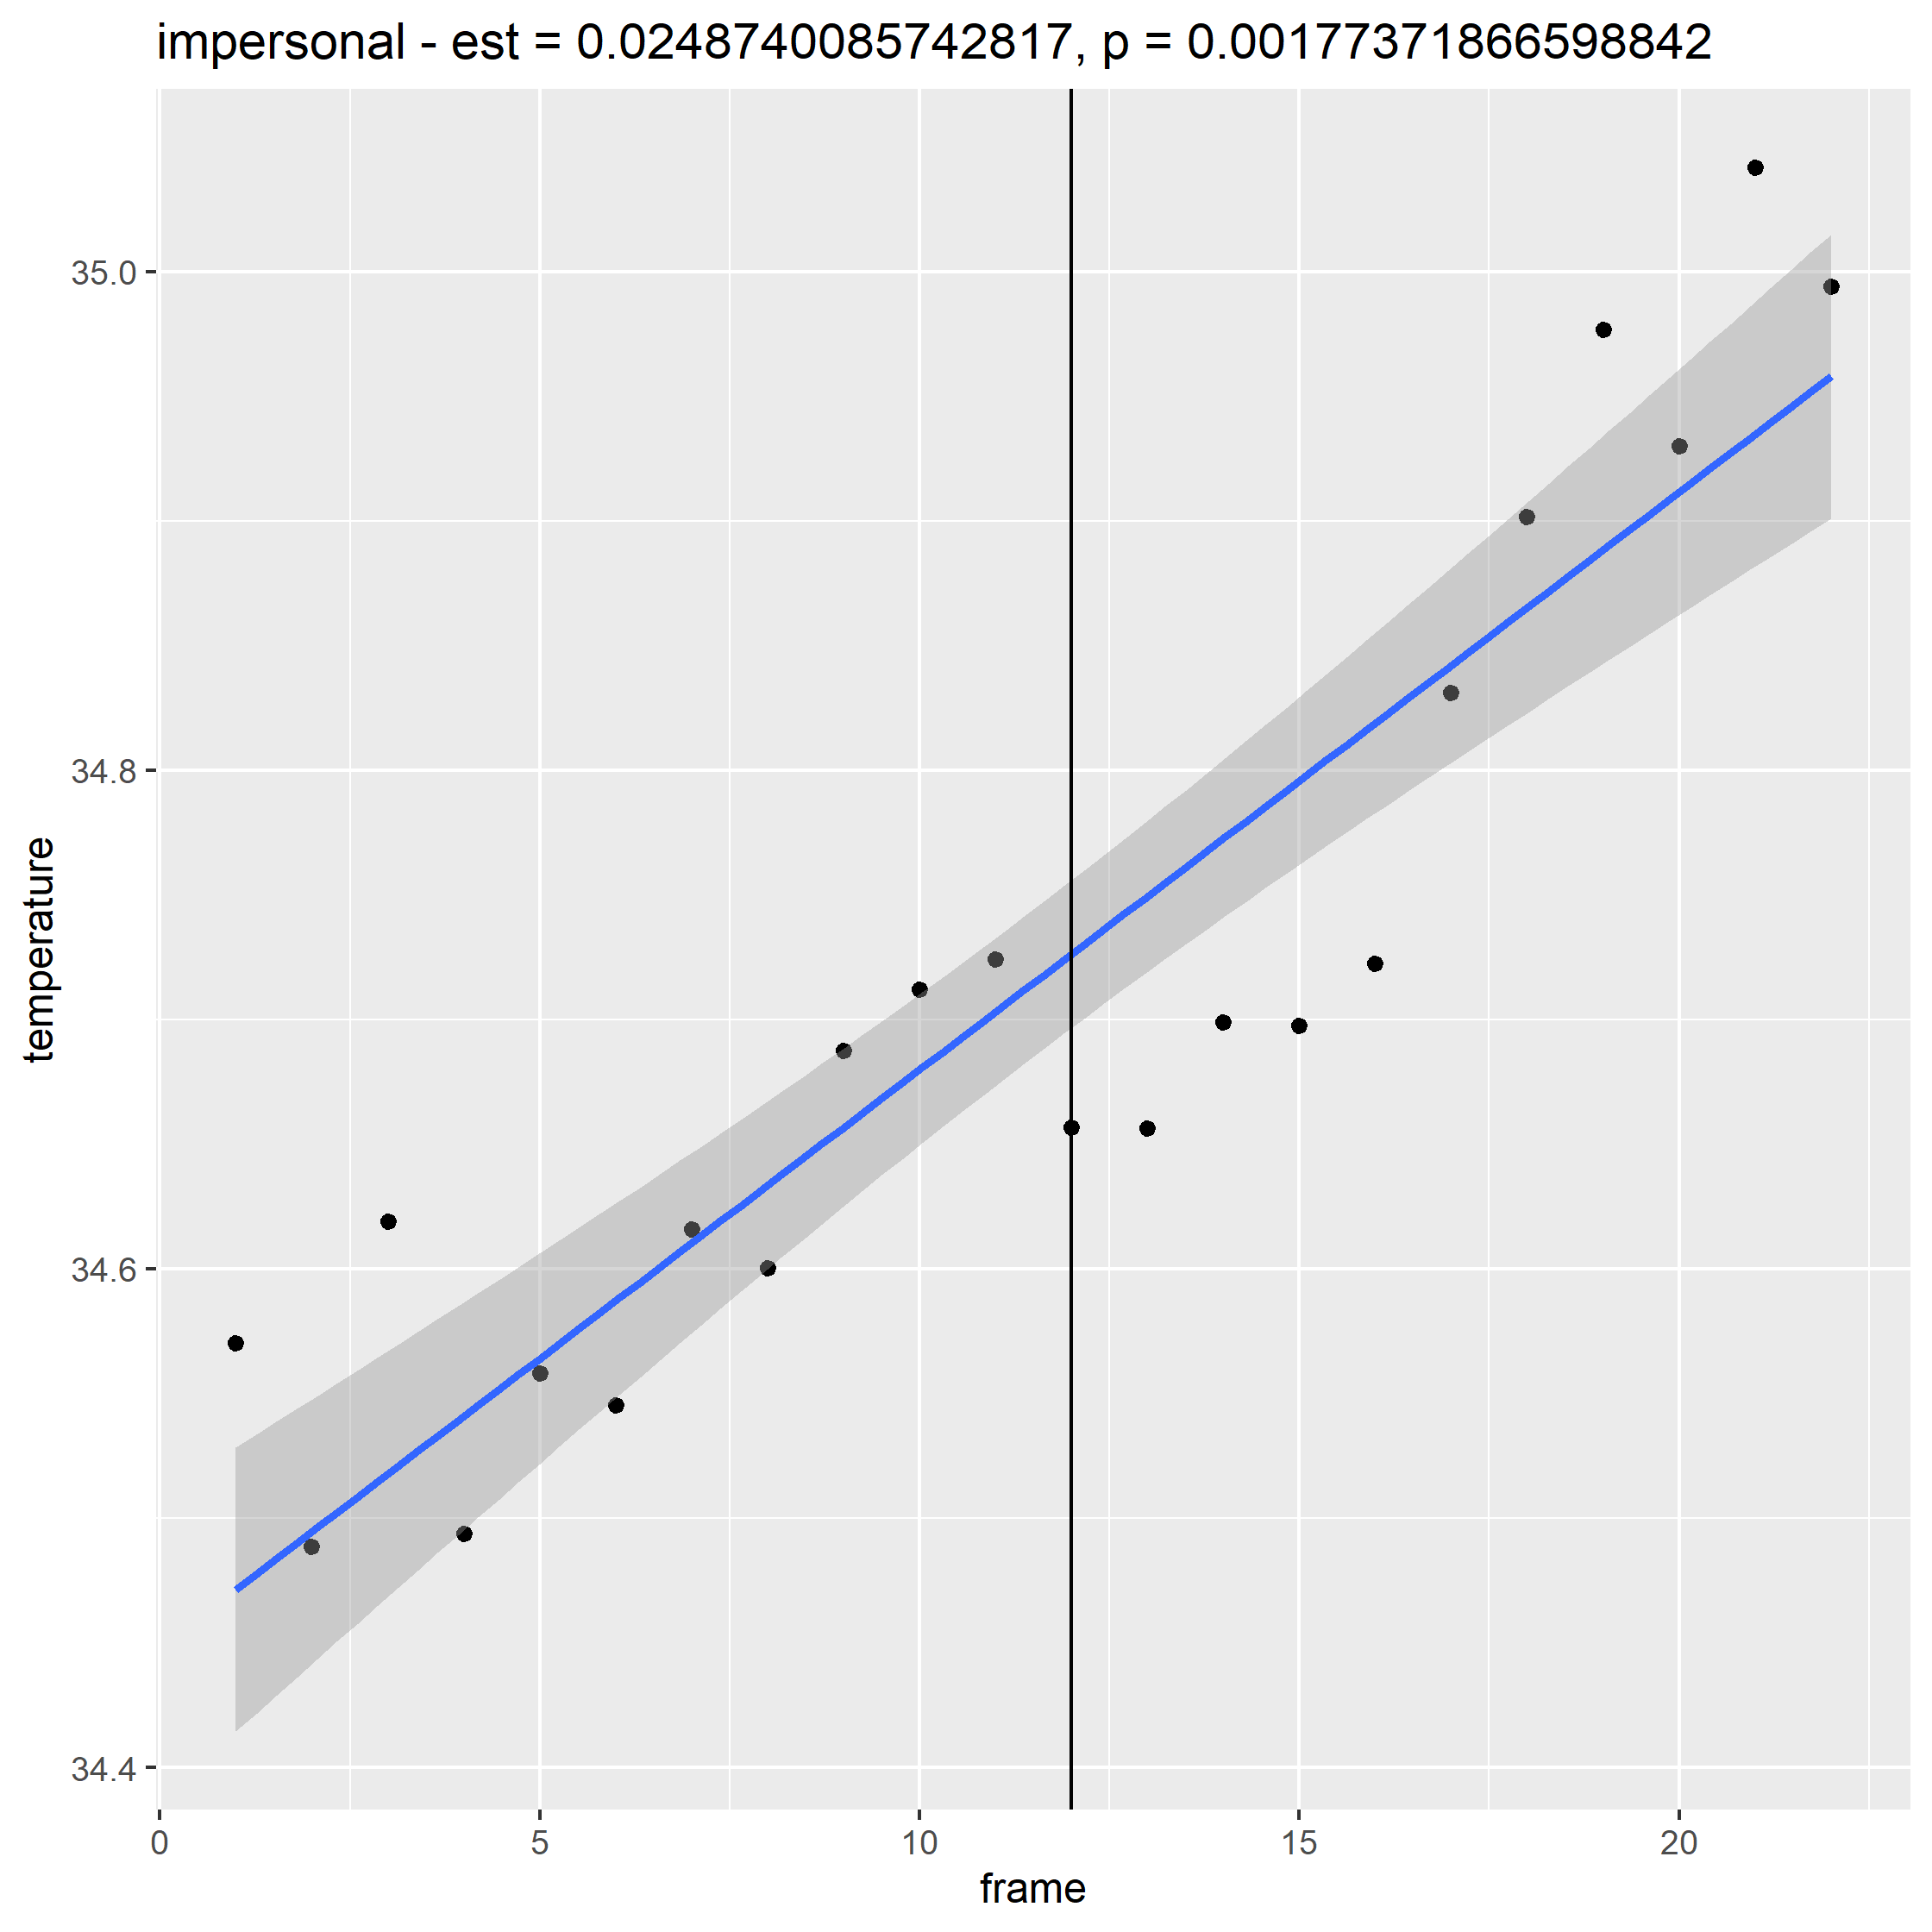 impersonal - est = 0.0248740085742817, p = 0.00177371866598842
35.0
34.8
34.6
34.4
temperature
0 5 10 15 20
frame